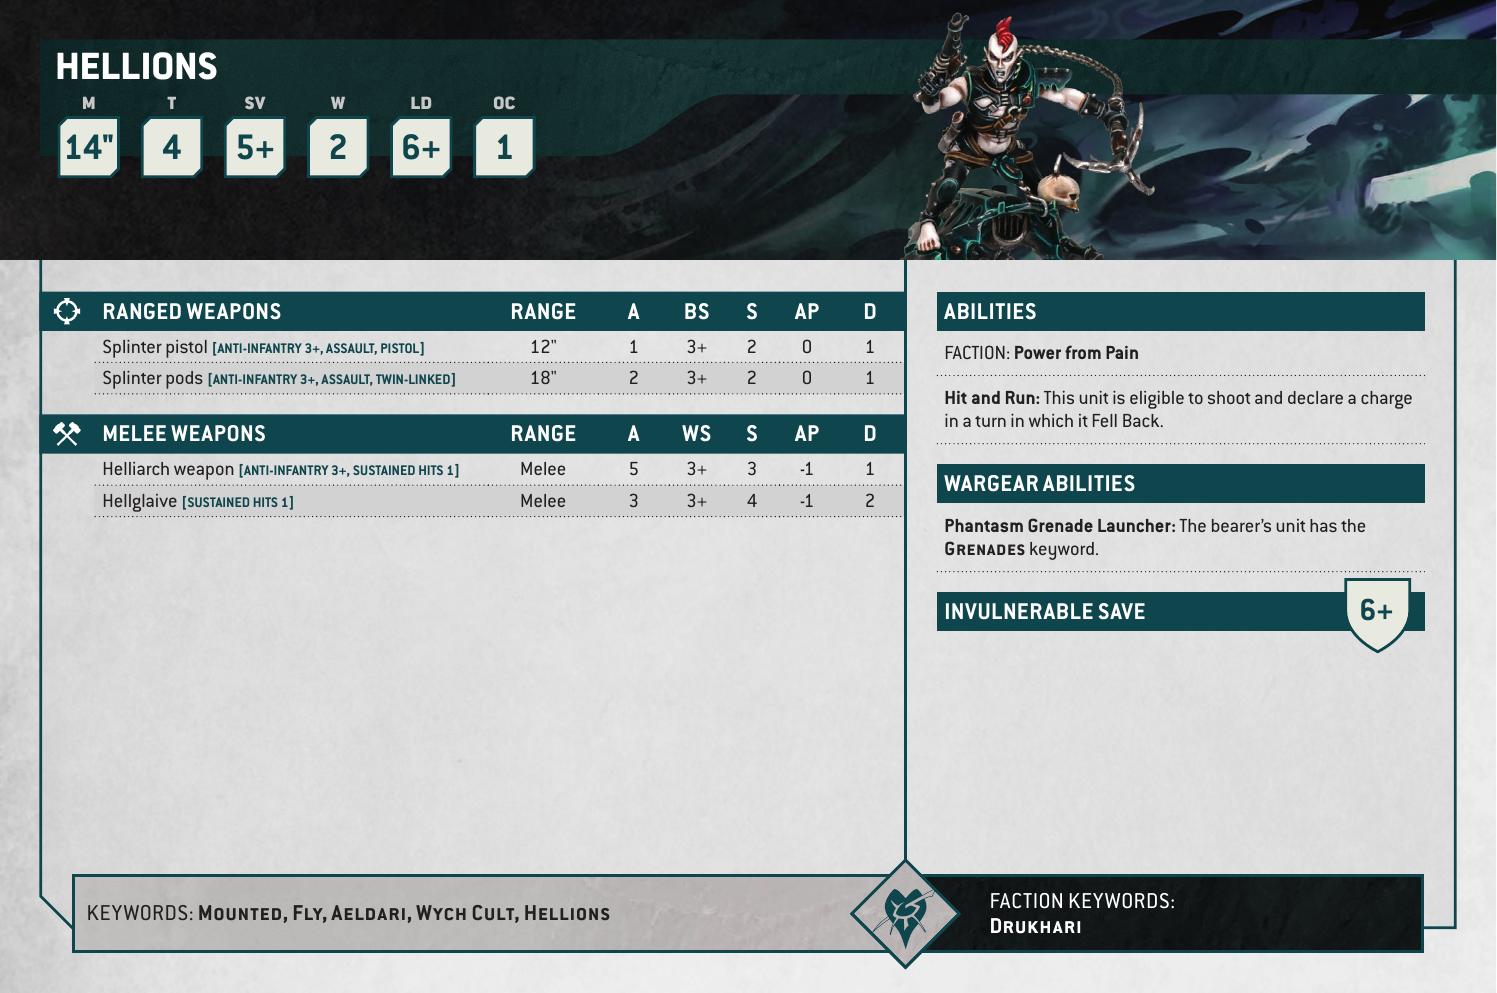 HELLIONS
M T SV W LD OC
14" 4 5+ 2 6+ 1
RANGED WEAPONS RANGE A BS S AP D
Splinter pistol [ANTI-INFANTRY 3+, ASSAULT, PISTOL] 12" 1 3+ 2 0 1
Splinter pods [ANTI-INFANTRY 3+, ASSAULT, TWIN-LINKED] 18" 2 3+ 2 0 1
MELEE WEAPONS RANGE A WS S AP D
Helliarch weapon [ANTI-INFANTRY 3+, SUSTAINED HITS 1] Melee 5 3+ 3 -1 1
Hellglaive [SUSTAINED HITS 1] Melee 3 3+ 4 -1 2
ABILITIES
FACTION: Power from Pain
Hit and Run: This unit is eligible to shoot and declare a charge
in a turn in which it Fell Back.
WARGEAR ABILITIES
Phantasm Grenade Launcher: The bearer's unit has the
GRENADES keyword.
INVULNERABLE SAVE 6+
KEYWORDS: MOUNTED, FLY, AELDARI, WYCH CULT, HELLIONS
FACTION KEYWORDS:
DRUKHARI